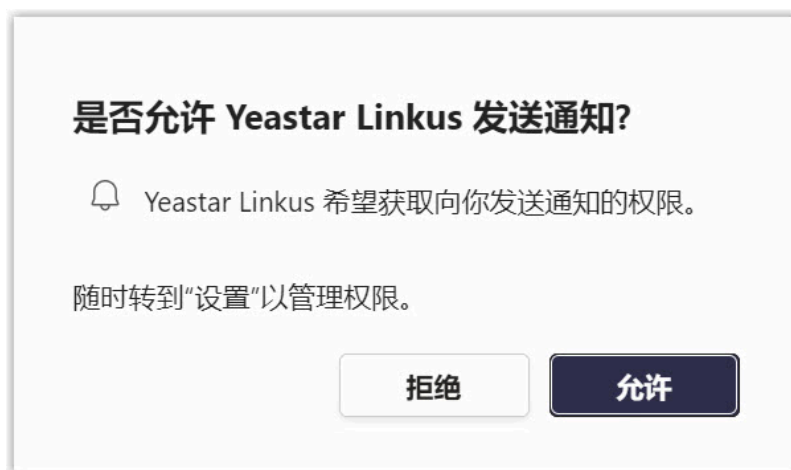 是否允许 Yeastar Linkus 发送通知?
Yeastar Linkus 希望获取向你发送通知的权限。
随时转到“设置”以管理权限。
拒绝
允许